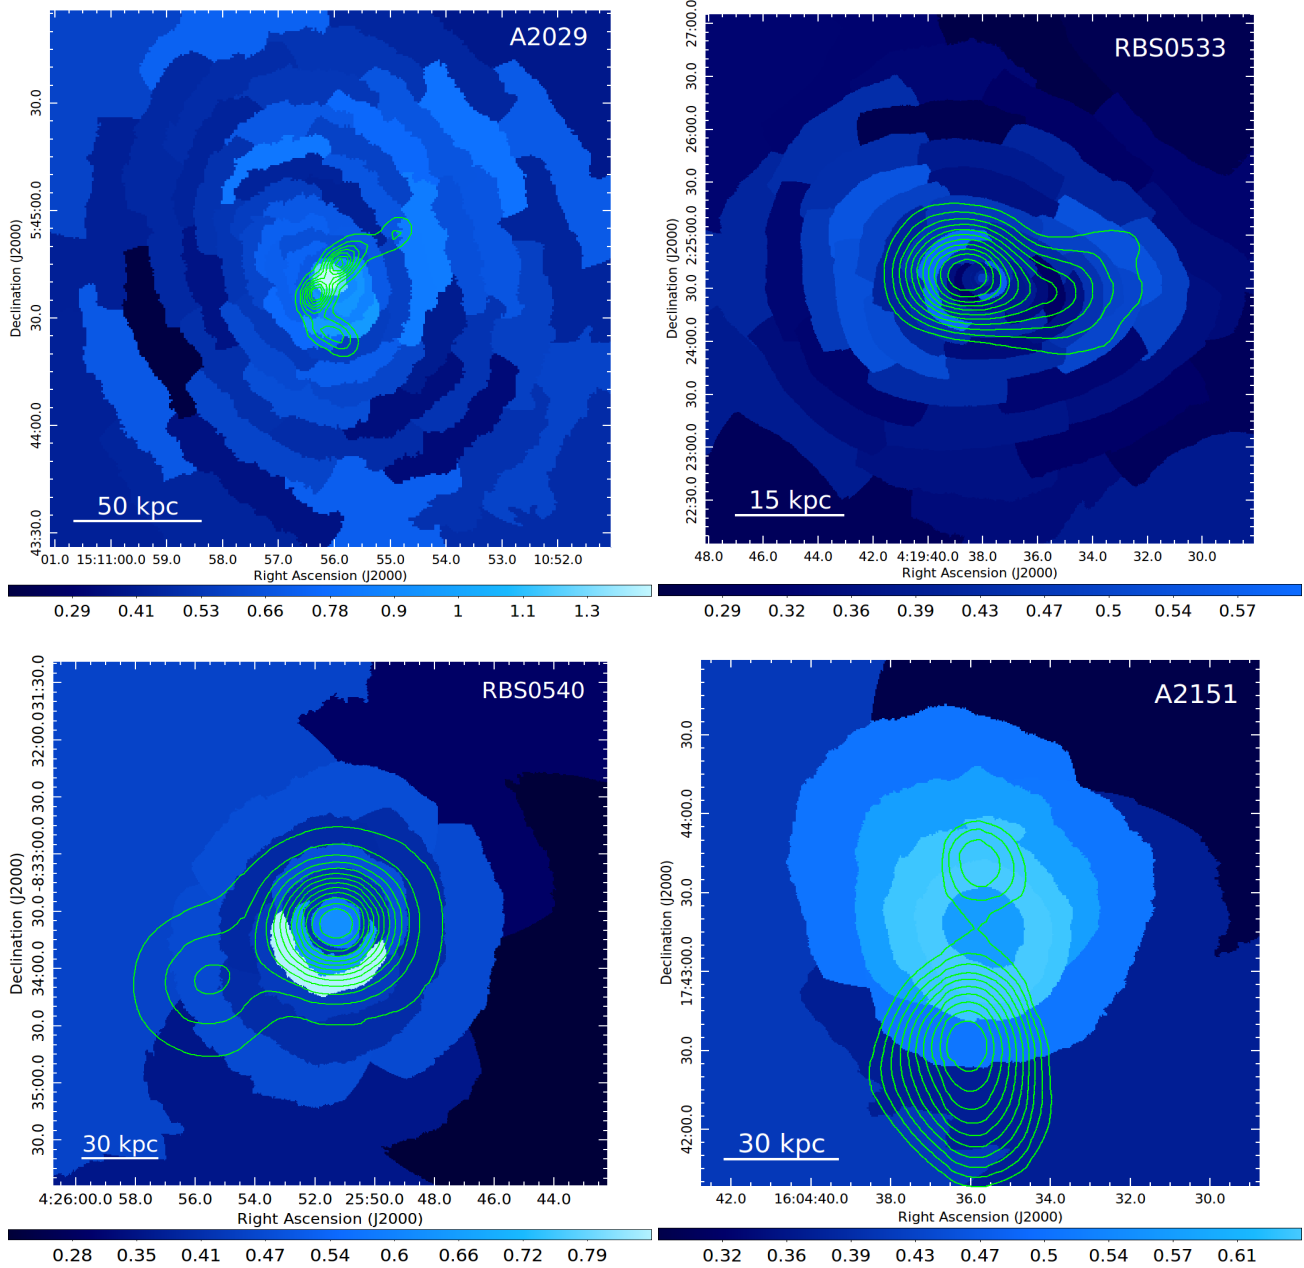 A2029
Declination (J2000)
30.0
5:45:00.0
30.0
44:00.0
43:30.0
50 kpc
01.0 15:11:00.0 59.0 58.0 57.0 56.0 55.0 54.0 53.0 10:52.0
Right Ascension (J2000)
0.29 0.41 0.53 0.66 0.78 0.9 1 1.1 1.3
RBS0533
Declination (J2000)
27:00.0
30.0
26:00.0
30.0
2:25:00.0
30.0
24:00.0
30.0
23:00.0
22:30.0
15 kpc
48.0 46.0 44.0 42.0 4:19:40.0 38.0 36.0 34.0 32.0 30.0
Right Ascension (J2000)
0.29 0.32 0.36 0.39 0.43 0.47 0.5 0.54 0.57
RBS0540
Declination (J2000)
31:30.0
32:00.0
30.0
-8:33:00.0
30.0
34:00.0
30.0
35:00.0
30.0
30 kpc
4:26:00.0 58.0 56.0 54.0 52.0 25:50.0 48.0 46.0 44.0
Right Ascension (J2000)
0.28 0.35 0.41 0.47 0.54 0.6 0.66 0.72 0.79
A2151
Declination (J2000)
30.0
44:00.0
30.0
17:43:00.0
30.0
42:00.0
30 kpc
42.0 16:04:40.0 38.0 36.0 34.0 32.0 30.0
Right Ascension (J2000)
0.32 0.36 0.39 0.43 0.47 0.5 0.54 0.57 0.61